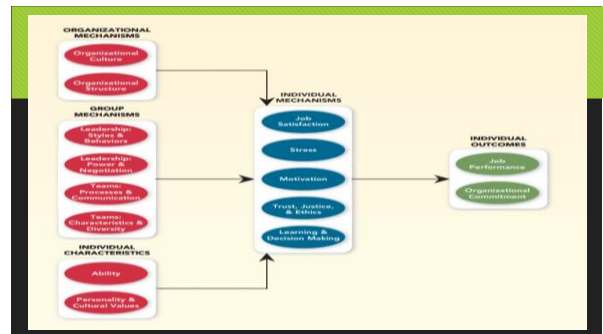 ORGANIZATIONAL
MECHANISMS
Organizational
Culture
Organizational
Structure
GROUP
MECHANISMS
Leadership:
Styles &
Behaviors
Leadership:
Power &
Negotiation
Teams:
Processes &
Communication
Teams:
Characteristics &
Diversity
INDIVIDUAL
CHARACTERISTICS
Ability
Personality &
Cultural Values
INDIVIDUAL
MECHANISMS
Job
Satisfaction
Stress
Motivation
Trust, Justice,
& Ethics
Learning &
Decision Making
INDIVIDUAL
OUTCOMES
Job
Performance
Organizational
Commitment